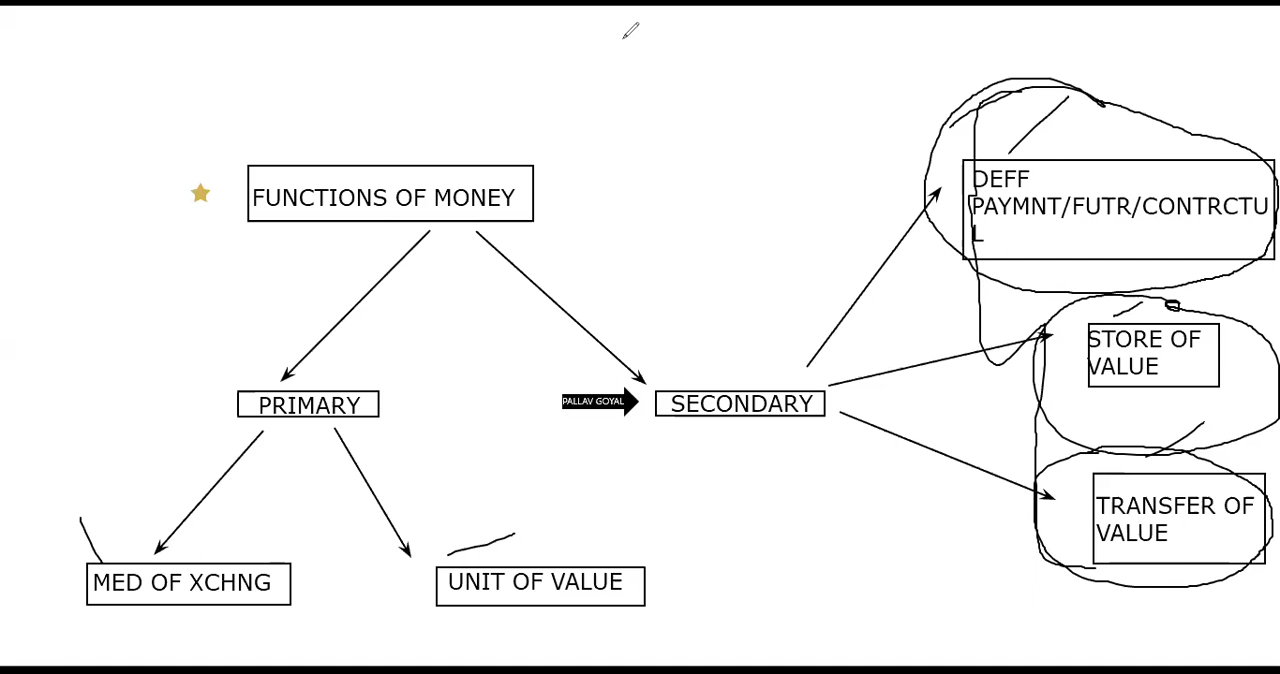 FUNCTIONS OF MONEY
PRIMARY
PALLAV GOYAL
SECONDARY
MED OF XCHNG
UNIT OF VALUE
DEFF
PAYMNT/FUTR/CONTRCTU
L
STORE OF
VALUE
TRANSFER OF
VALUE